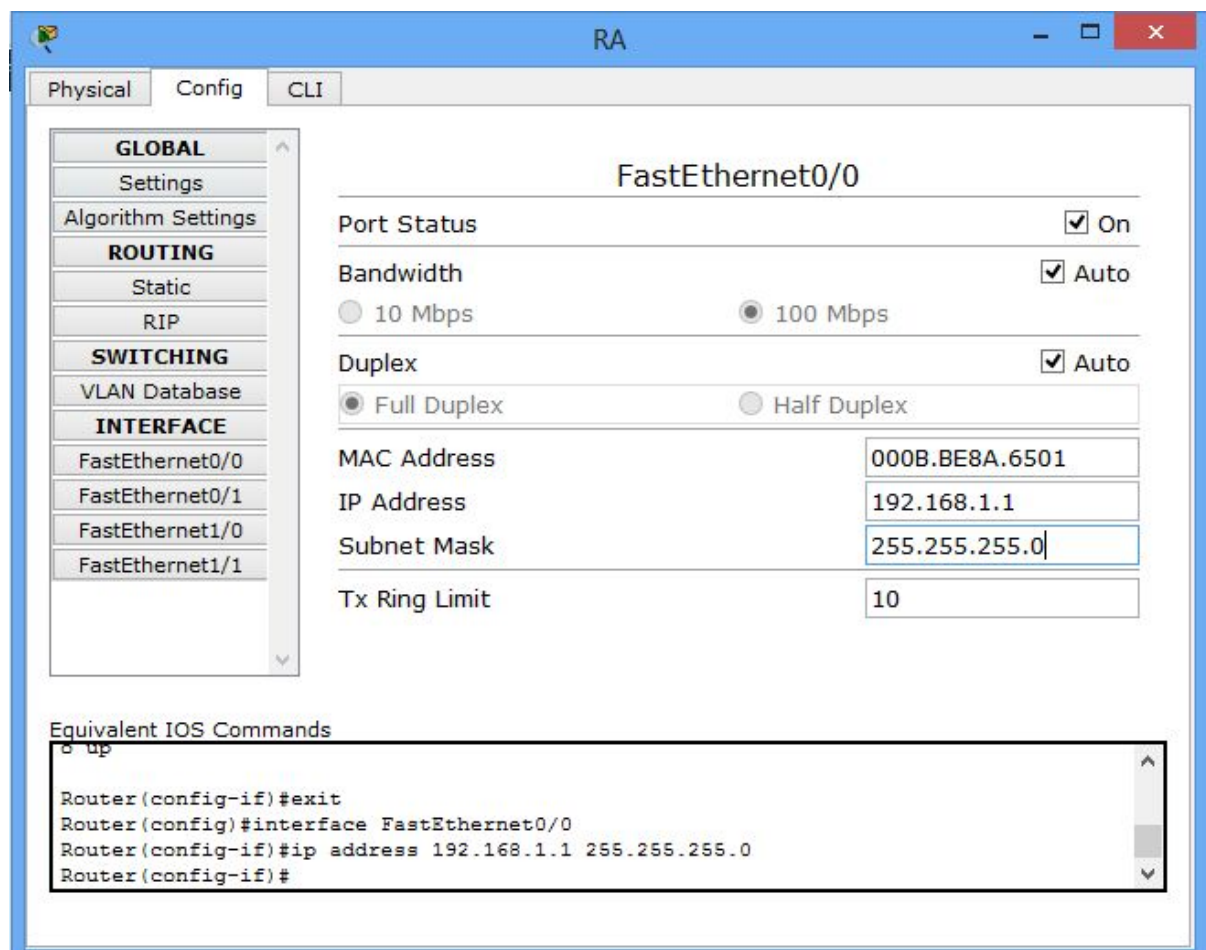 RA
Physical Config CLI
GLOBAL
Settings
Algorithm Settings
ROUTING
Static
RIP
SWITCHING
VLAN Database
INTERFACE
FastEthernet0/0
FastEthernet0/1
FastEthernet1/0
FastEthernet1/1
FastEthernet0/0
Port Status On
Bandwidth Auto
10 Mbps 100 Mbps
Duplex Auto
Full Duplex Half Duplex
MAC Address 000B.BE8A.6501
IP Address 192.168.1.1
Subnet Mask 255.255.255.0
Tx Ring Limit 10
Equivalent IOS Commands
o up
Router(config-if)#exit
Router(config)#interface FastEthernet0/0
Router(config-if)#ip address 192.168.1.1 255.255.255.0
Router(config-if)#